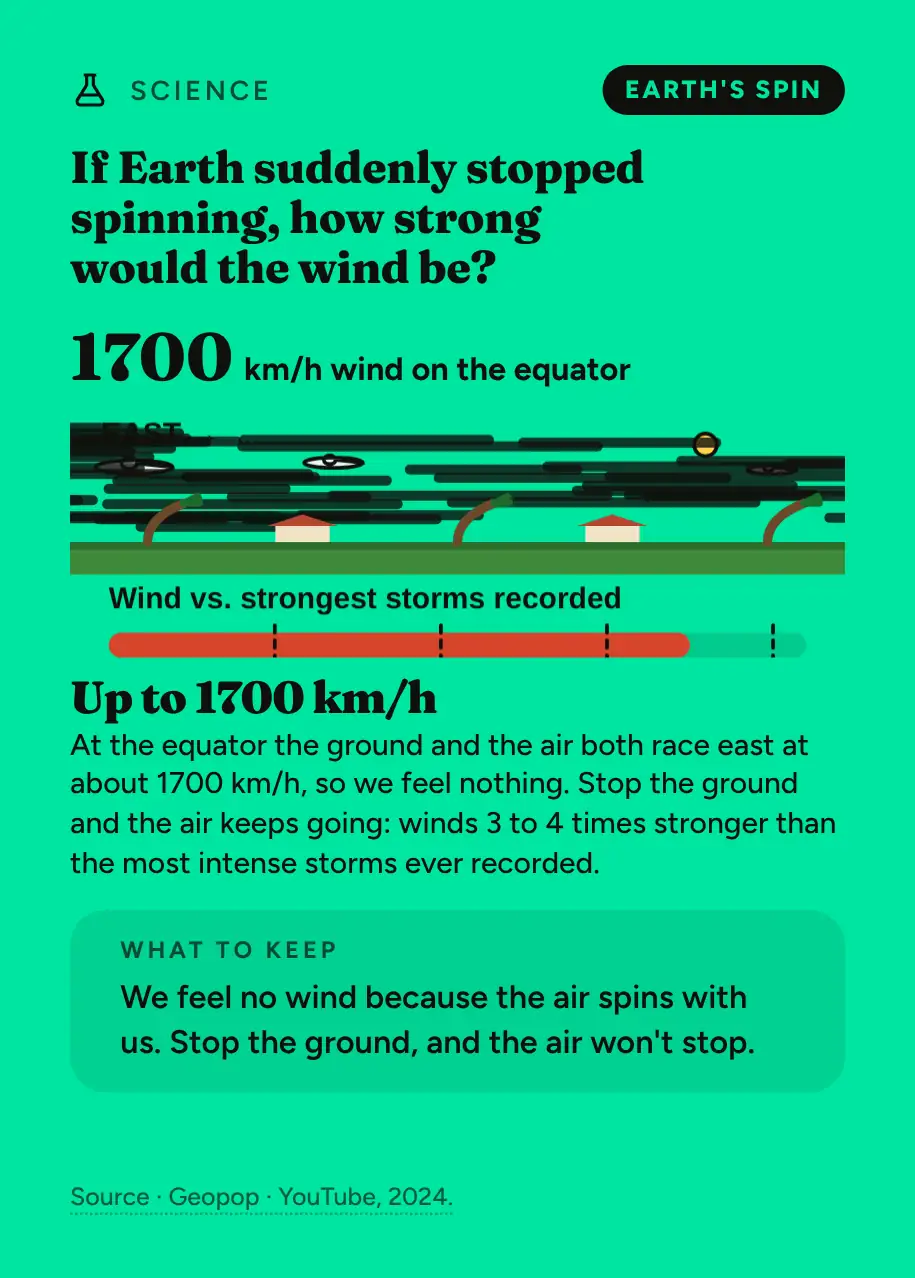 SCIENCE
EARTH'S SPIN
If Earth suddenly stopped
spinning, how strong
would the wind be?
1700 km/h wind on the equator
EAST
Wind vs. strongest storms recorded
Up to 1700 km/h
At the equator the ground and the air both race east at
about 1700 km/h, so we feel nothing. Stop the ground
and the air keeps going: winds 3 to 4 times stronger than
the most intense storms ever recorded.
WHAT TO KEEP
We feel no wind because the air spins with
us. Stop the ground, and the air won't stop.
Source · Geopop · YouTube, 2024.